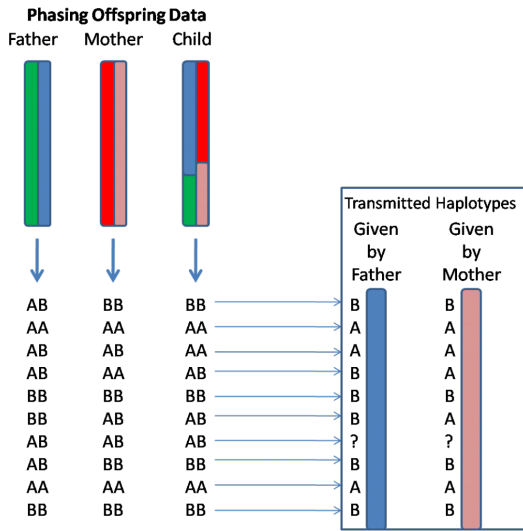 Phasing Offspring Data
Father Mother Child
Transmitted Haplotypes
Given by Father
Given by Mother
AB BB BB B B
AA AA AA A A
AB AB AA A A
AB AA AB B A
BB BB BB B B
BB AB AB B A
AB AB AB ? ?
AB BB BB B B
AA AA AA A A
BB BB BB B B